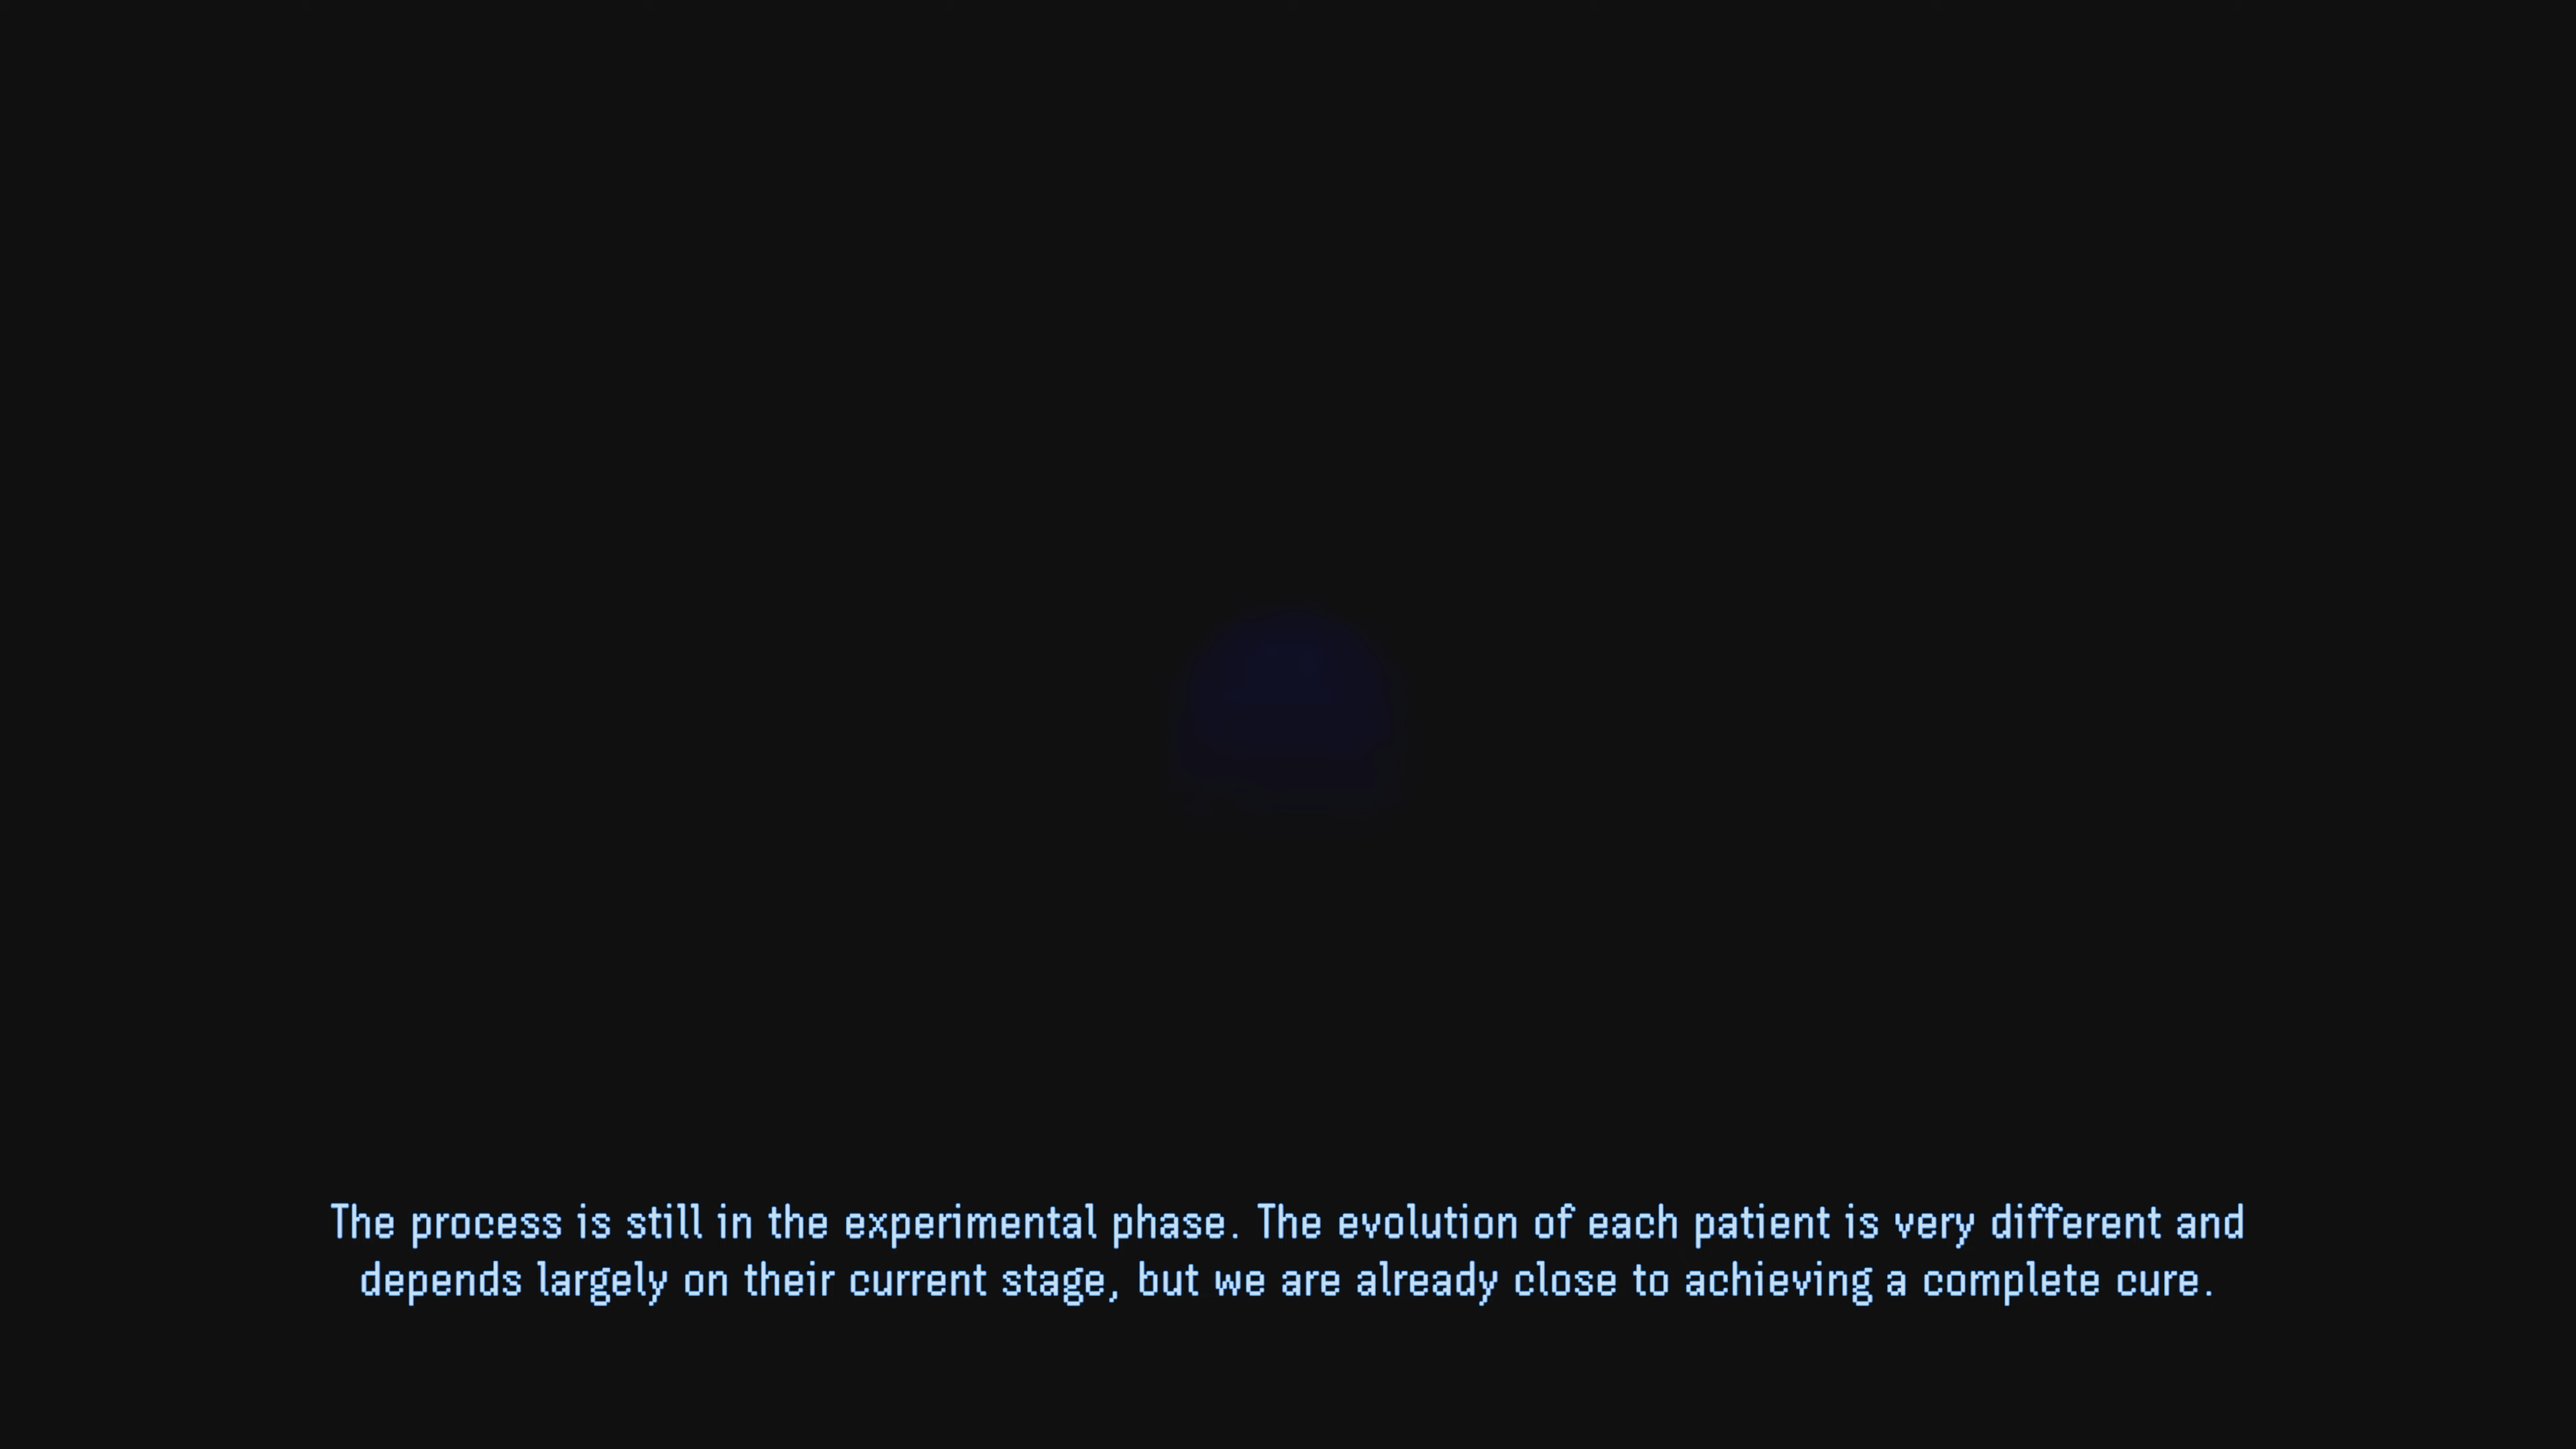 The process is still in the experimental phase. The evolution of each patient is very different and
depends largely on their current stage, but we are already close to achieving a complete cure.